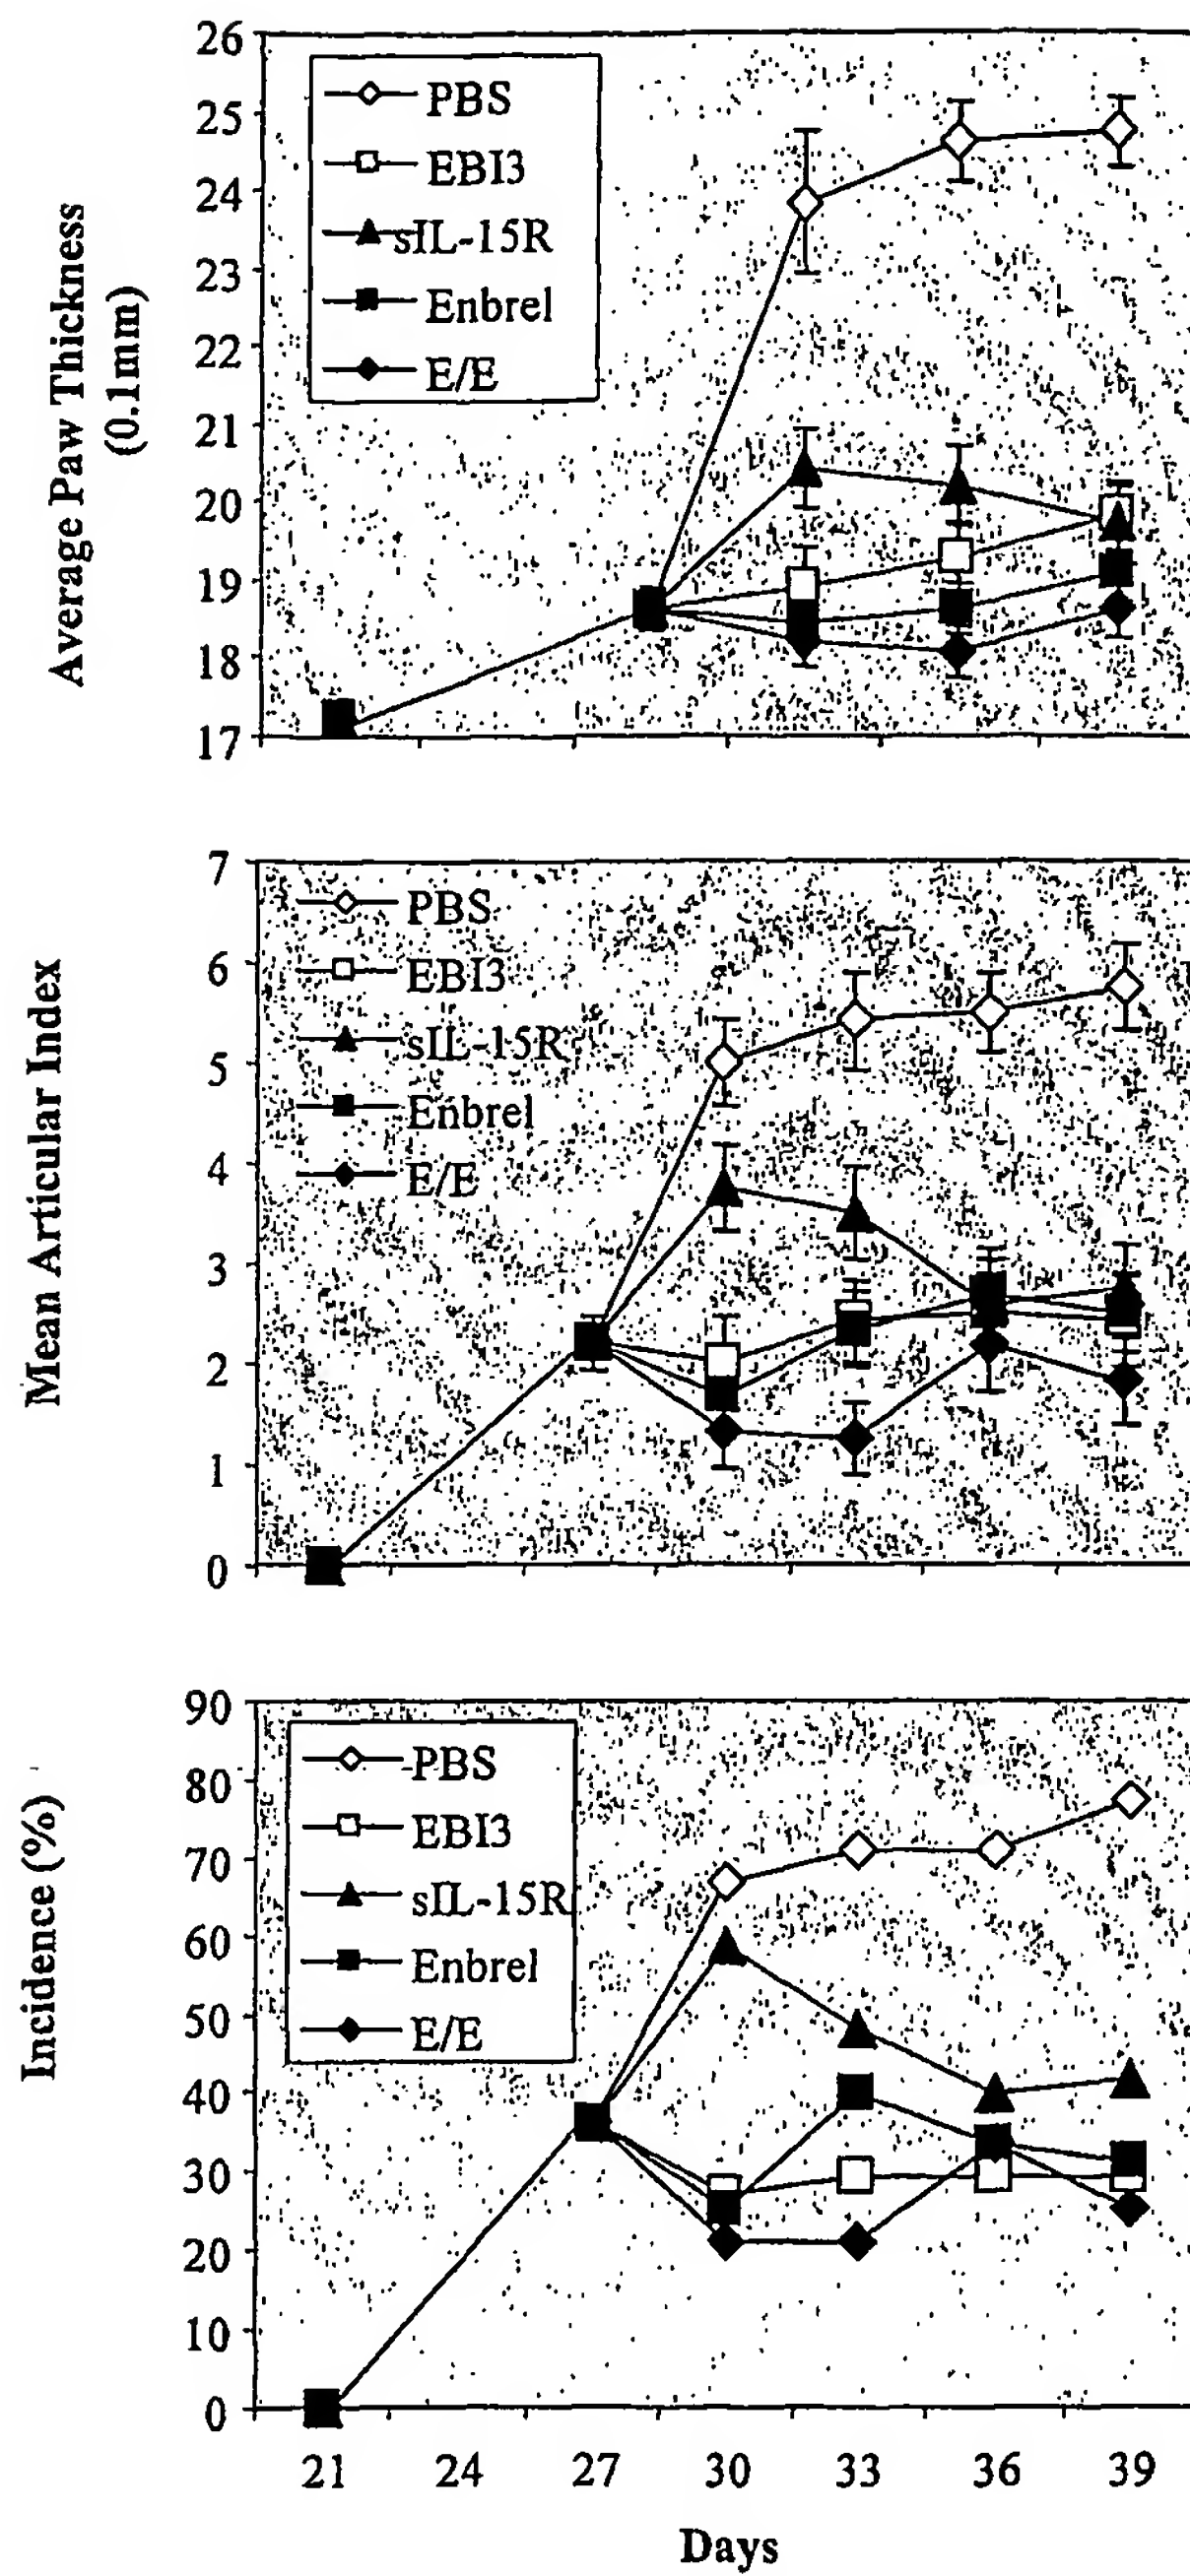 Average Paw Thickness
(0.1mm)
26
25
24
23
22
21
20
19
18
17
PBS
EBI3
sIL-15R
Enbrel
E/E
Mean Articular Index
7
6
5
4
3
2
1
0
PBS
EBI3
sIL-15R
Enbrel
E/E
Incidence (%)
90
80
70
60
50
40
30
20
10
0
PBS
EBI3
sIL-15R
Enbrel
E/E
21 24 27 30 33 36 39
Days